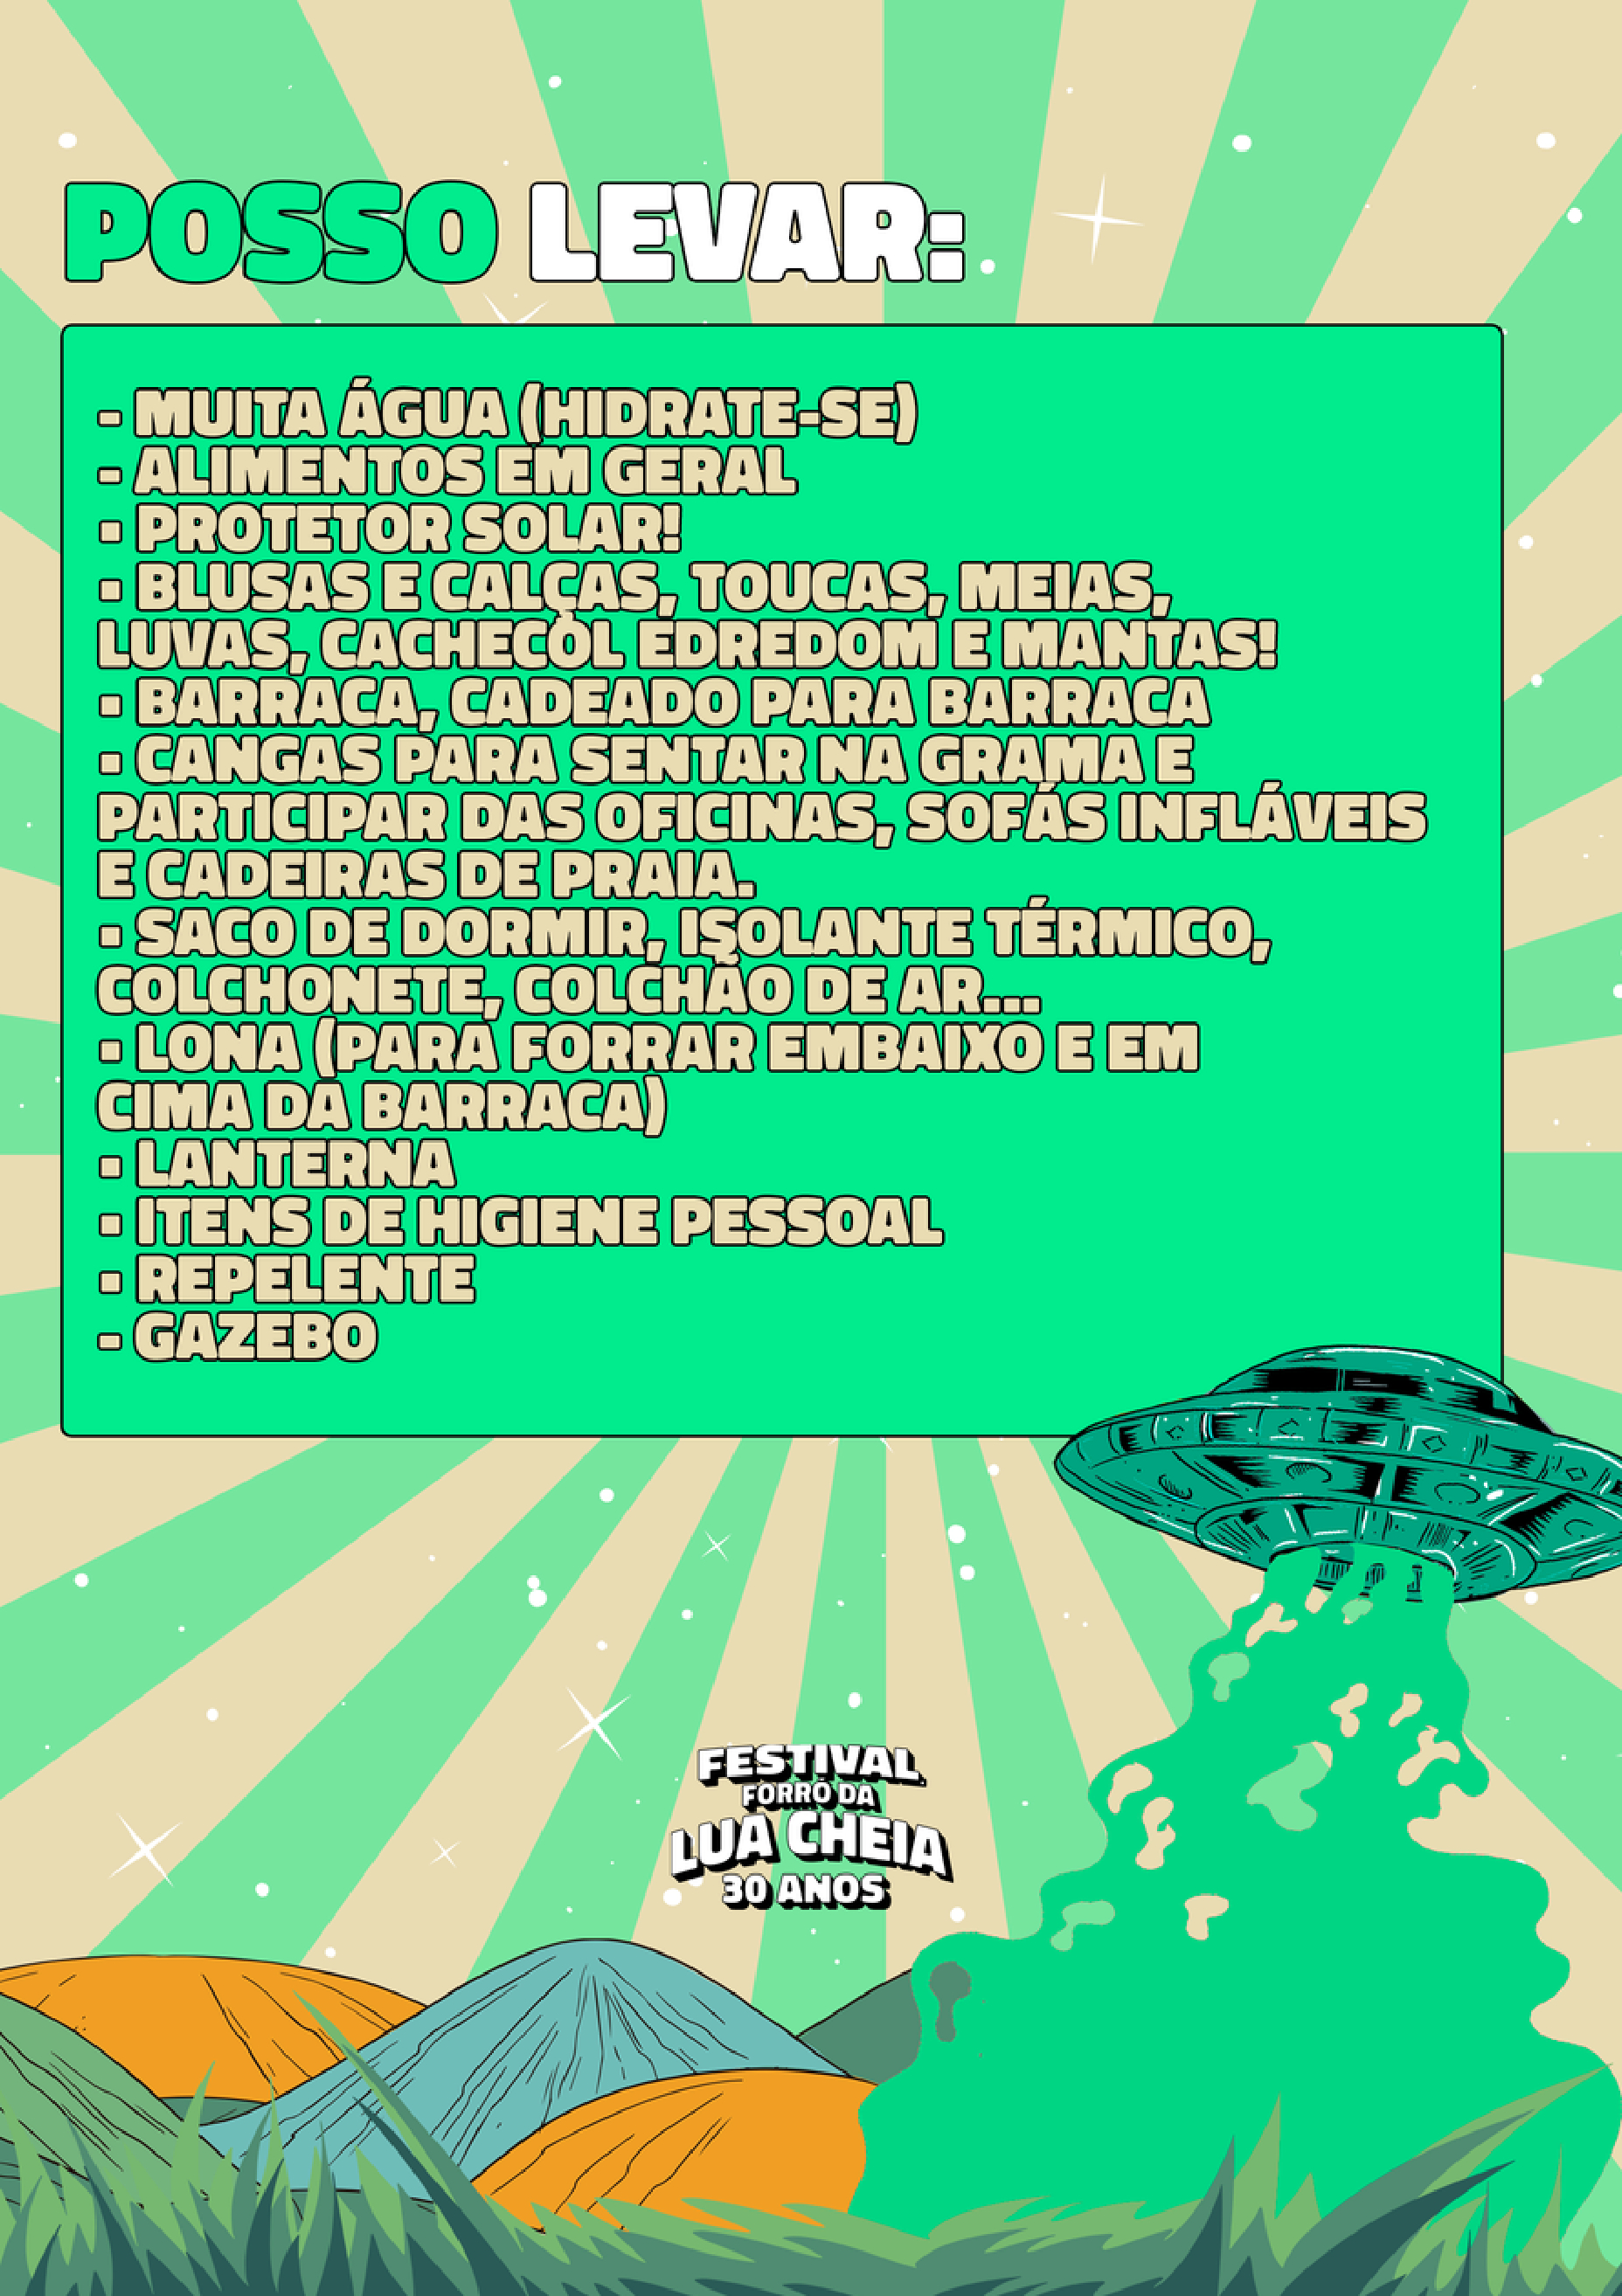 POSSO LEVAR:
- MUITA ÁGUA (HIDRATE-SE)
- ALIMENTOS EM GERAL
- PROTETOR SOLAR!
- BLUSAS E CALÇAS, TOUCAS, MEIAS,
LUVAS, CACHECÒL EDREDOM E MANTAS!
- BARRACA, CADEADO PARA BARRACA
- CANGAS PARA SENTAR NA GRAMA E
PARTICIPAR DAS OFICINAS, SOFÁS INFLÁVEIS
E CADEIRAS DE PRAIA.
- SACO DE DORMIR, ISOLANTE TÉRMICO,
COLCHONETE, COLCHÃO DE AR...
- LONA (PARA FORRAR EMBAIXO E EM
CIMA DA BARRACA)
- LANTERNA
- ITENS DE HIGIENE PESSOAL
- REPELENTE
- GAZEBO
FESTIVAL
FORRÓ DA
LUA CHEIA
30 ANOS